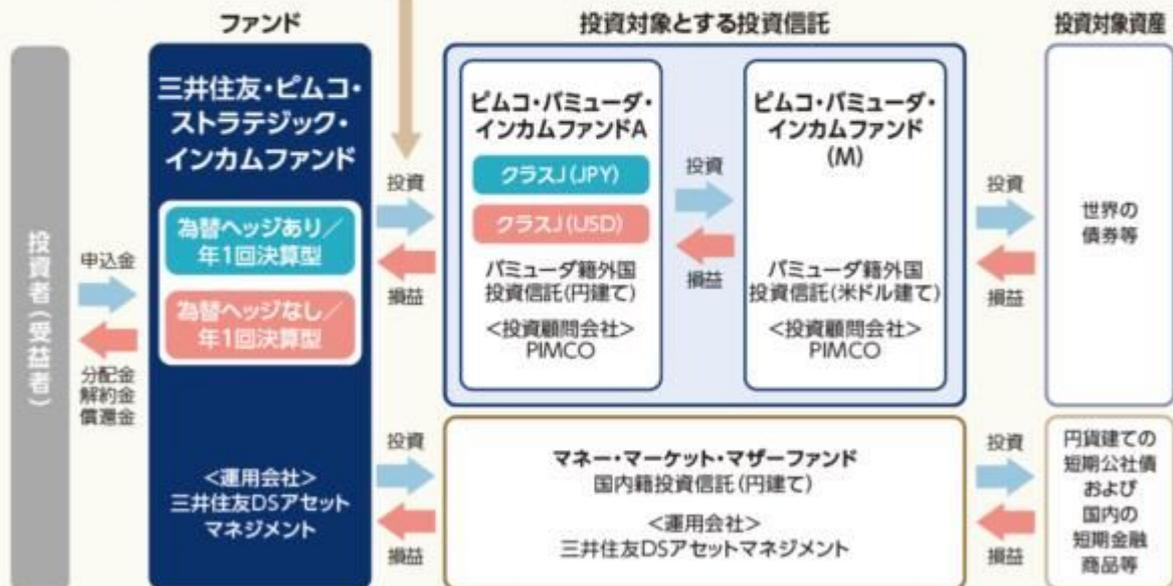 ファンド
投資対象とする投資信託
投資対象資産
投資者(受益者)
申込金
分配金
解約金
償還金
三井住友・ピムコ・
ストラテジック・
インカムファンド
為替ヘッジあり/
年1回決算型
為替ヘッジなし/
年1回決算型
<運用会社>
三井住友DSアセット
マネジメント
投資
損益
ピムコ・バミューダ・
インカムファンドA
クラスJ(JPY)
クラスJ(USD)
バミューダ籍外国
投資信託(円建て)
<投資顧問会社>
PIMCO
投資
損益
ピムコ・バミューダ・
インカムファンド
(M)
バミューダ籍外国
投資信託(米ドル建て)
<投資顧問会社>
PIMCO
投資
損益
世界の
債券等
投資
損益
マネー・マーケット・マザーファンド
国内籍投資信託(円建て)
<運用会社>
三井住友DSアセットマネジメント
投資
損益
円貨建ての
短期公社債
および
国内の
短期金融
商品等